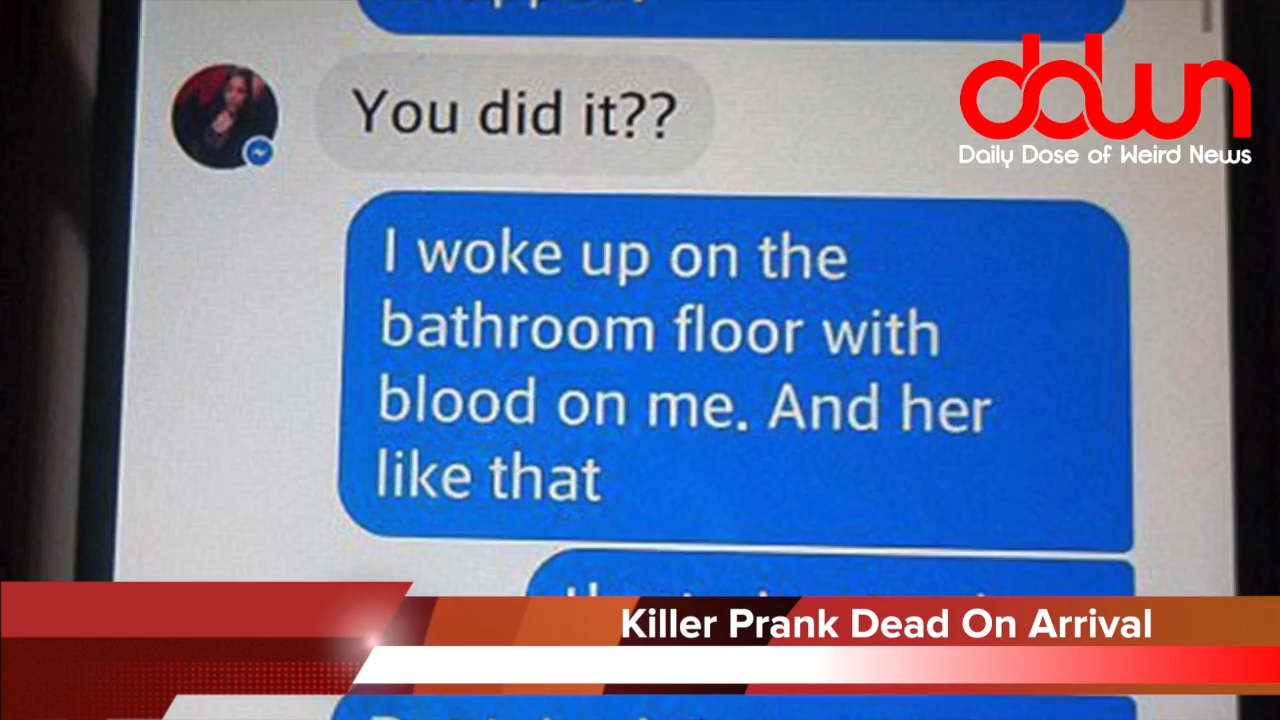 You did it??
ddwn
Daily Dose of Weird News
I woke up on the
bathroom floor with
blood on me. And her
like that
Killer Prank Dead On Arrival